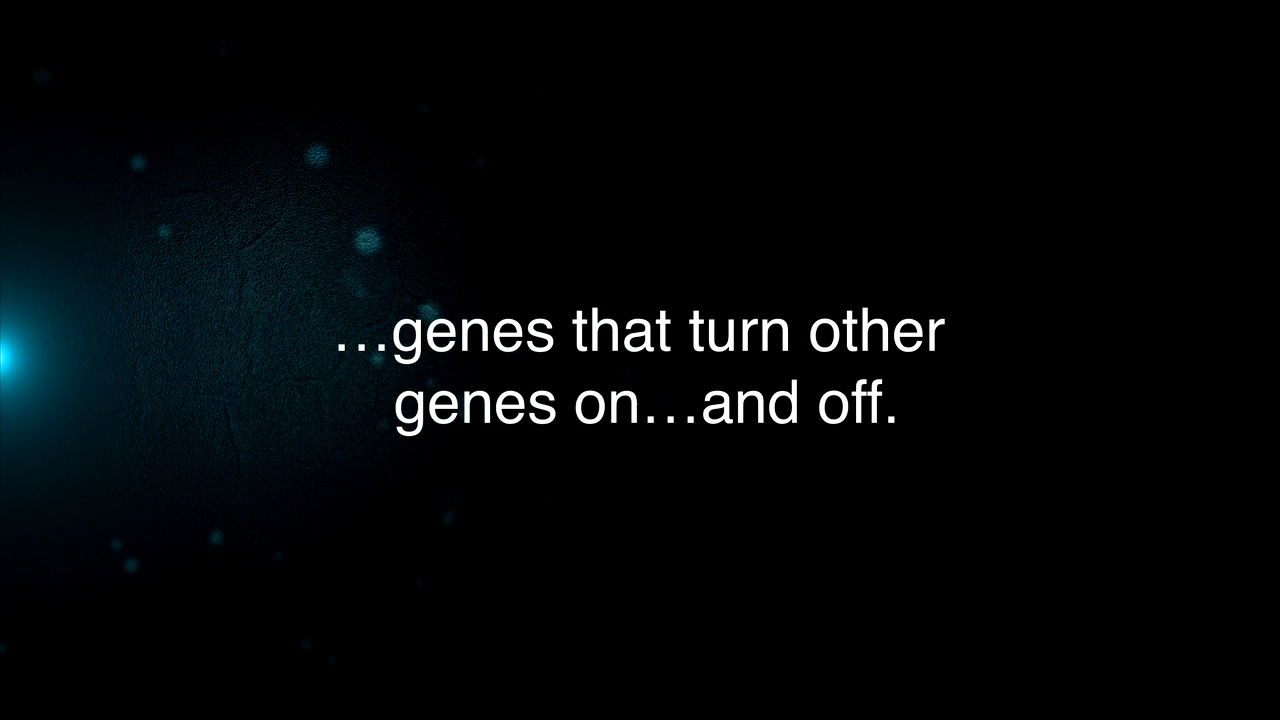 …genes that turn other
genes on…and off.